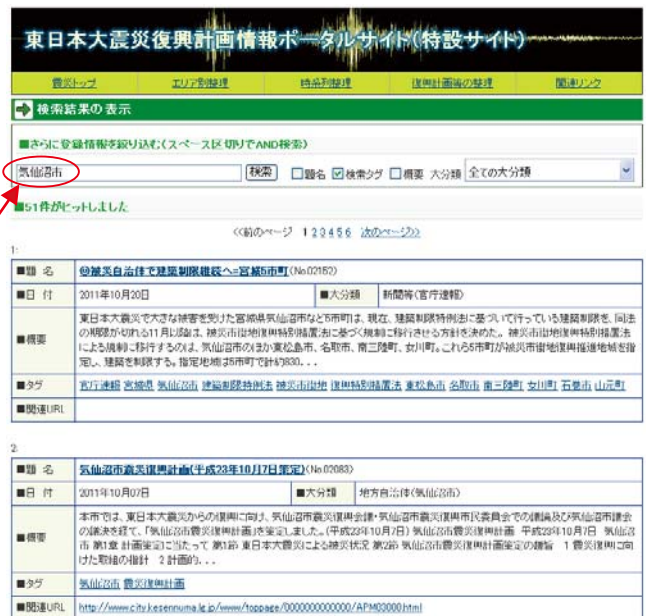 東日本大震災復興計画情報ポータルサイト(特設サイト)
震災トップ エリア別整理 時系列整理 復興計画等の整理 関連リンク
検索結果の表示
■さらに登録情報を絞り込む(スペース区切りでAND検索)
気仙沼市 検索 □題名 ☑検索タグ □概要 大分類 全ての大分類
■51件がヒットしました
<<前のページ 1 2 3 4 5 6 次のページ>>
1:
■題 名 ◎被災自治体で建築制限継続へ=宮城5市町(No.02152)
■日 付 2011年10月20日 ■大分類 新聞等(官庁速報)
東日本大震災で大きな被害を受けた宮城県気仙沼市など5市町は、現在、建築制限特例法に基づいて行っている建築制限を、同法
の期限が切れる11月以降は、被災市街地復興特別措置法に基づく規制に移行させる方針を決めた。 被災市街地復興特別措置法
■概要
による規制に移行するのは、気仙沼市のほか東松島市、名取市、南三陸町、女川町。これら5市町が被災市街地復興推進地域を指
定し、建築を制限する。指定地域は5市町で計約830...
■タグ 官庁速報 宮城県 気仙沼市 建築制限特例法 被災市街地 復興特別措置法 東松島市 名取市 南三陸町 女川町 石巻市 山元町
■関連URL
2:
■題 名 気仙沼市震災復興計画(平成23年10月7日策定)(No.02083)
■日 付 2011年10月07日 ■大分類 地方自治体(気仙沼市)
本市では、東日本大震災からの復興に向け、気仙沼市震災復興会議・気仙沼市震災復興市民委員会での議論及び気仙沼市議会
の議決を経て、「気仙沼市震災復興計画」を策定しました。(平成23年10月7日) 気仙沼市震災復興計画 平成23年10月7日 気仙沼
■概要
市 第1章 計画策定に当たって 第1節 東日本大震災による被災状況 第2節 気仙沼市震災復興計画策定の趣旨 1 震災復興に向
けた取組の指針 2 計画的...
■タグ 気仙沼市 震災復興計画
■関連URL http://www.city.kesennuma.lg.jp/www/toppage/0000000000000/APM03000.html